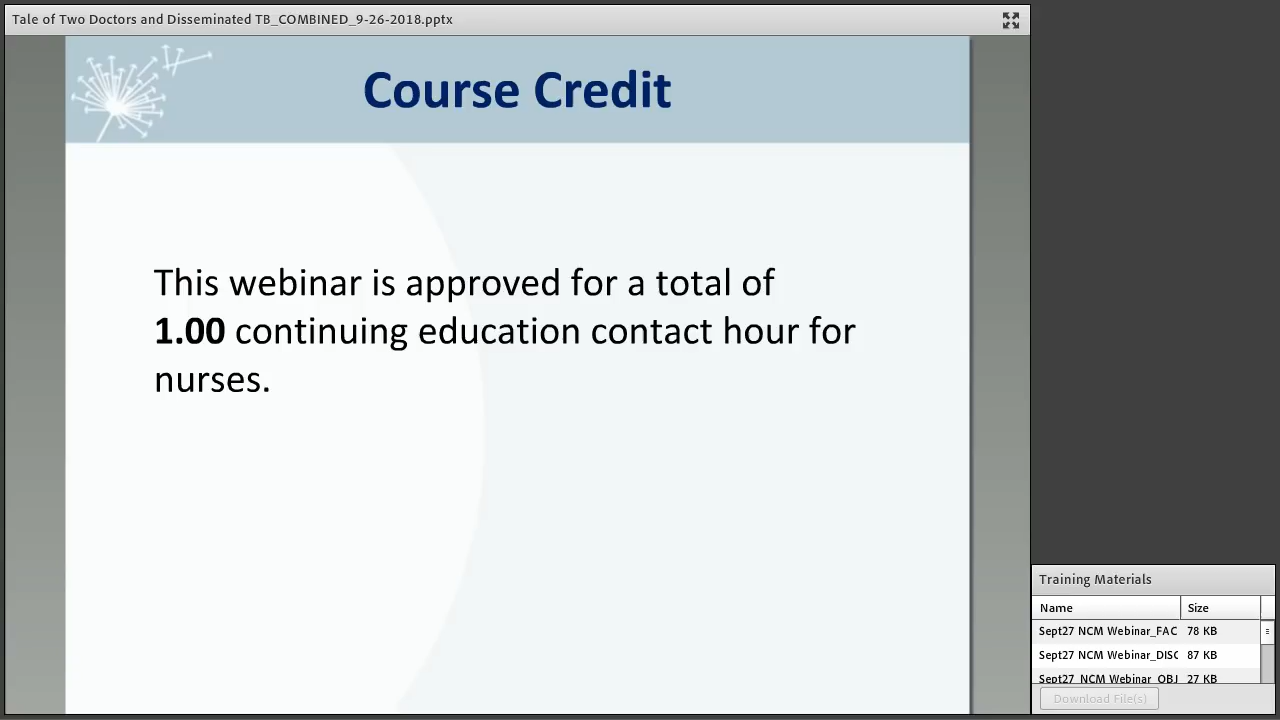 Tale of Two Doctors and Disseminated TB_COMBINED_9-26-2018.pptx
Course Credit
This webinar is approved for a total of
1.00 continuing education contact hour for
nurses.
Training Materials
Name Size
Sept27 NCM Webinar_FAC 78 KB
Sept27 NCM Webinar_DISC 87 KB
Sept27_NCM Webinar_OBJ 27 KB
Download File(s)